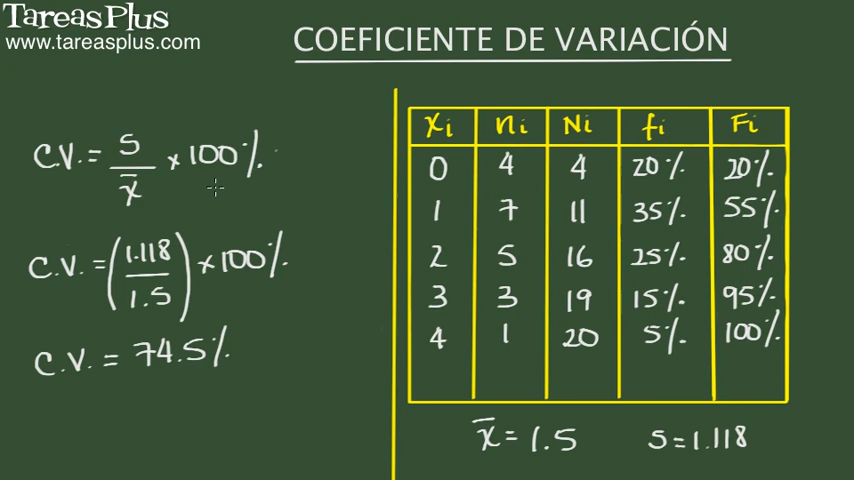 TareasPlus
www.tareasplus.com
COEFICIENTE DE VARIACIÓN
C.V. = S / x̄ × 100%
C.V. = (1.118 / 1.5) × 100%
C.V. = 74.5%
xi ni Ni fi Fi
0 4 4 20% 20%
1 7 11 35% 55%
2 5 16 25% 80%
3 3 19 15% 95%
4 1 20 5% 100%
x̄ = 1.5 S = 1.118